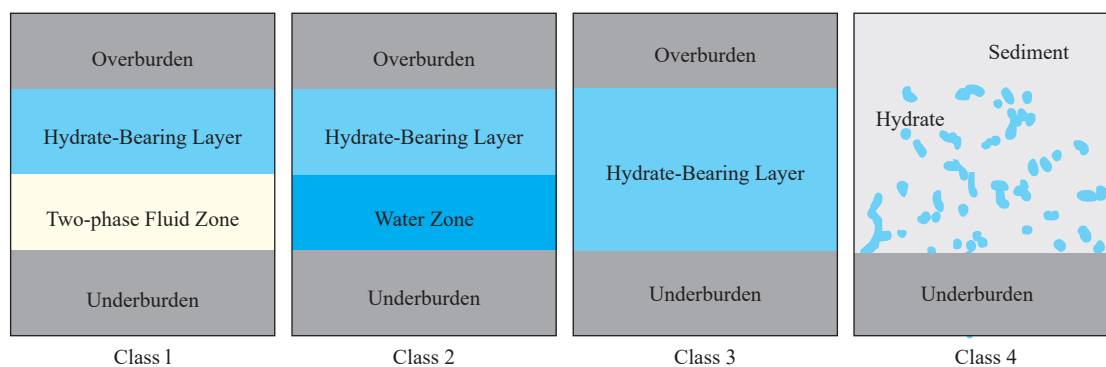 Overburden
Hydrate-Bearing Layer
Two-phase Fluid Zone
Underburden
Class 1
Overburden
Hydrate-Bearing Layer
Water Zone
Underburden
Class 2
Overburden
Hydrate-Bearing Layer
Underburden
Class 3
Sediment
Hydrate
Underburden
Class 4